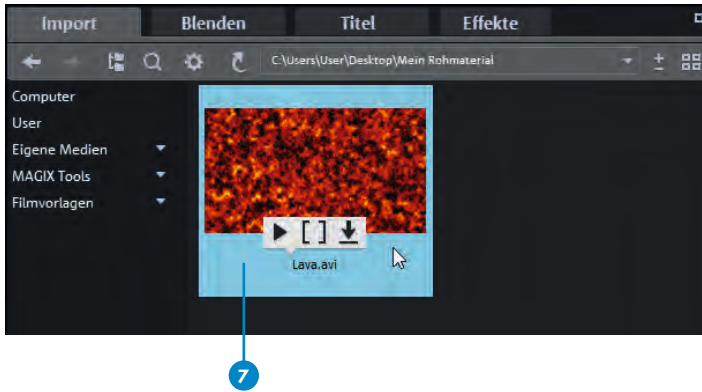 Import Blenden Titel Effekte
C:\Users\User\Desktop\Mein Rohmaterial
Computer
User
Eigene Medien
MAGIX Tools
Filmvorlagen
Lava.avi
7